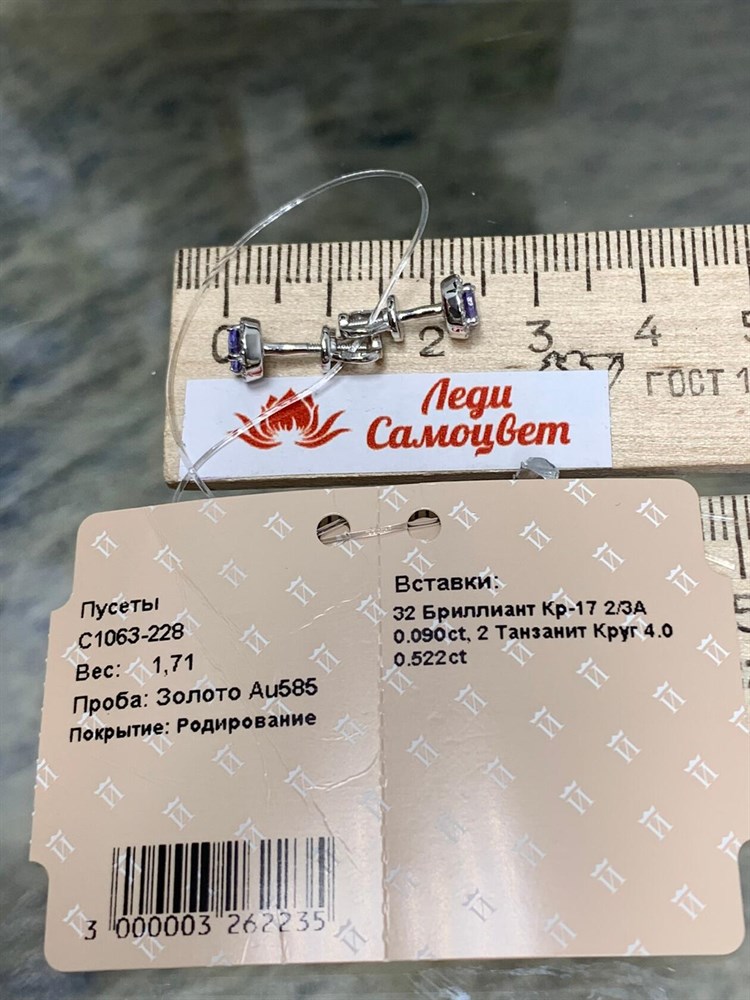 0
2
3
4
5
ГОСТ 1
Леди
Самоцвет
Пусеты
С1063-228
Вес: 1,71
Проба: Золото Au585
Покрытие: Родирование
3 000003 262235
Вставки:
32 Бриллиант Кр-17 2/3А
0.090ct, 2 Танзанит Круг 4.0
0.522ct